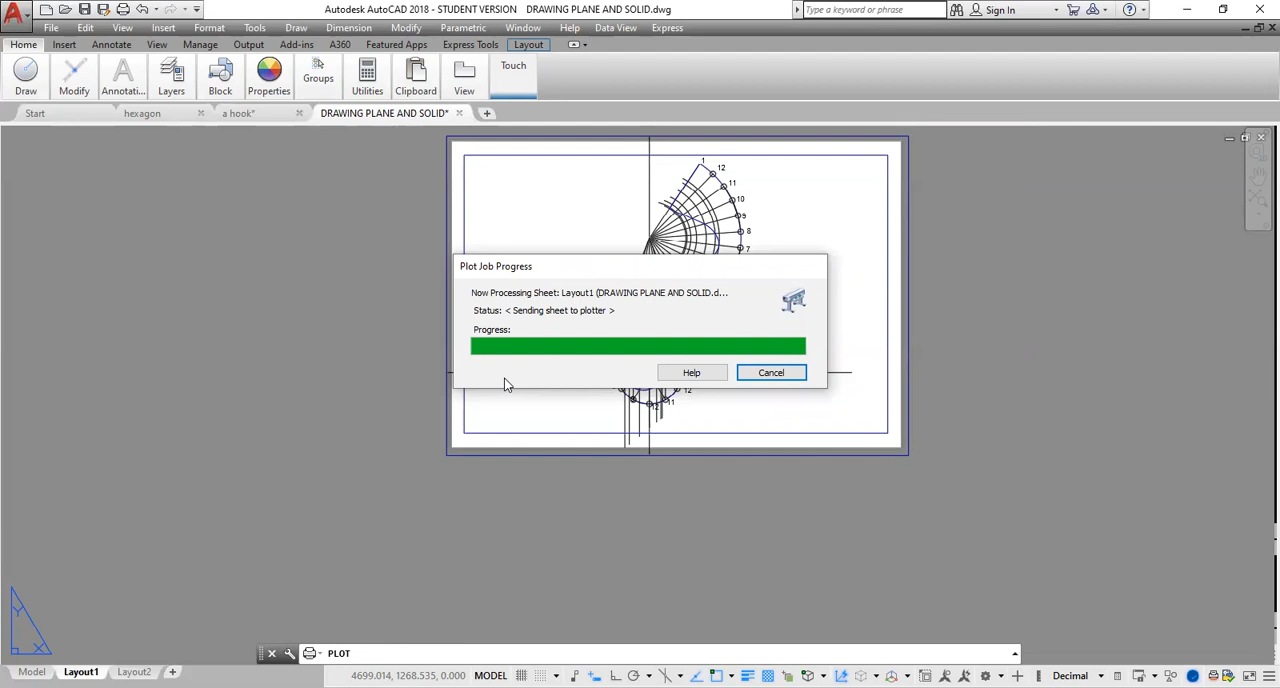 Autodesk AutoCAD 2018 - STUDENT VERSION DRAWING PLANE AND SOLID.dwg
Type a keyword or phrase
Sign In
File Edit View Insert Format Tools Draw Dimension Modify Parametric Window Help Data View Express
Home Insert Annotate View Manage Output Add-ins A360 Featured Apps Express Tools Layout
Draw Modify Annotati... Layers Block Properties Groups Utilities Clipboard View Touch
Start hexagon a hook* DRAWING PLANE AND SOLID*
1
12
11
10
9
8
7
Plot Job Progress
Now Processing Sheet: Layout1 (DRAWING PLANE AND SOLID.d...
Status: < Sending sheet to plotter >
Progress:
Help Cancel
12
11
12
Y
X
PLOT
Model Layout1 Layout2
4699.014, 1268.535, 0.000 MODEL
Decimal